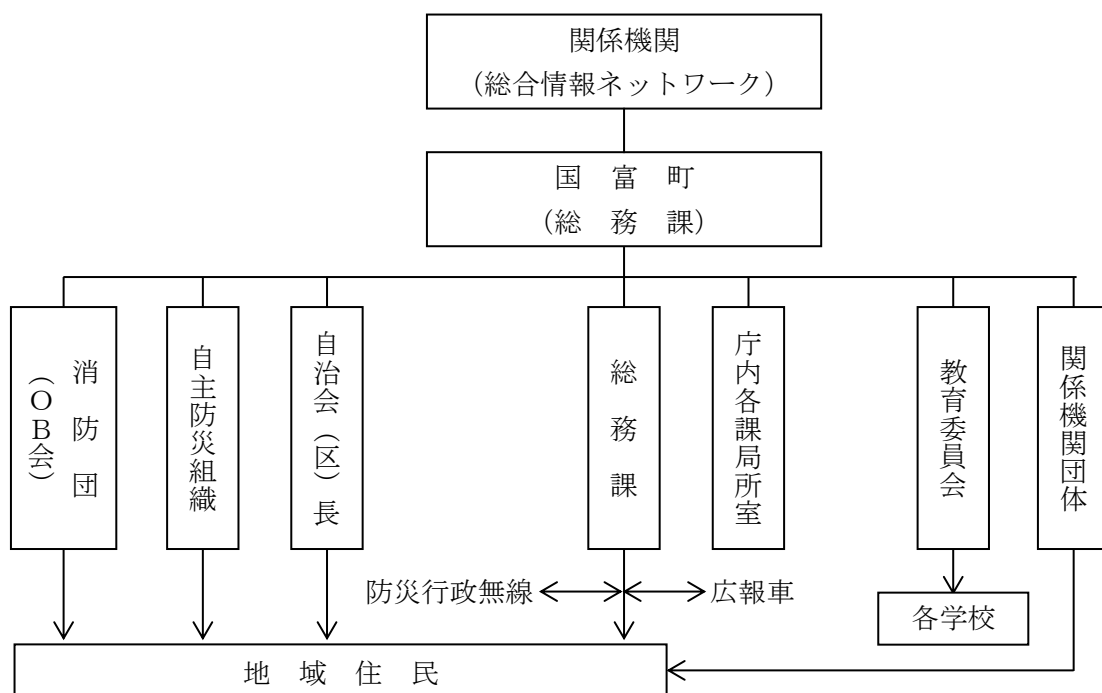 関係機関
（総合情報ネットワーク）
国　富　町
（総　務　課）
消　防　団
（ＯＢ会）
自主防災組織
自治会（区）長
総　務　課
庁内各課局所室
教育委員会
関係機関団体
防災行政無線
広報車
各学校
地　域　住　民